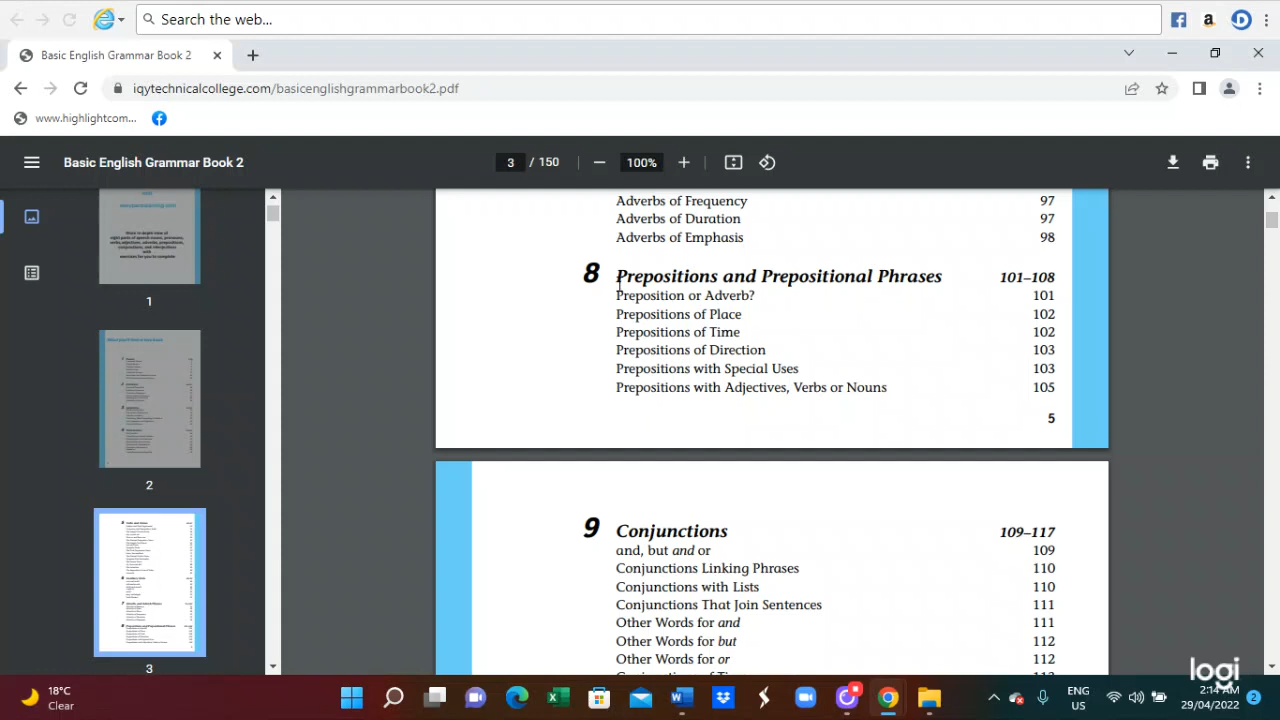 Search the web...
Basic English Grammar Book 2
iqytechnicalcollege.com/basicenglishgrammarbook2.pdf
www.highlightcom...
Basic English Grammar Book 2
3 / 150
100%
1
2
3
Adverbs of Frequency 97
Adverbs of Duration 97
Adverbs of Emphasis 98
8 Prepositions and Prepositional Phrases 101–108
Preposition or Adverb? 101
Prepositions of Place 102
Prepositions of Time 102
Prepositions of Direction 103
Prepositions with Special Uses 103
Prepositions with Adjectives, Verbs or Nouns 105
5
9 Conjunctions 109–117
and, but and or 109
Conjunctions Linking Phrases 110
Conjunctions with Lists 110
Conjunctions That Join Sentences 111
Other Words for and 111
Other Words for but 112
Other Words for or 112
logi
18°C
Clear
ENG
US
2:14 AM
29/04/2022
2